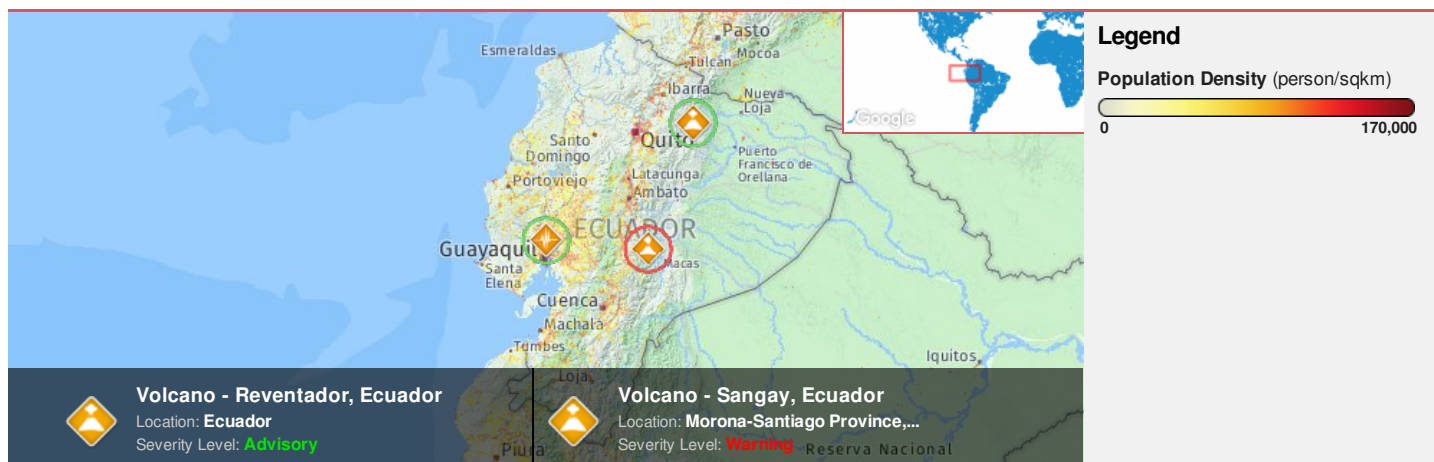 Pasto
Esmeraldas
Mocoa
Tulcán
Ibarra
Nueva
Loja
Quito
Santo
Domingo
Puerto
Francisco de
Orellana
Latacunga
Portoviejo
Ambato
ECUADOR
Guayaquil
Macas
Santa
Elena
Cuenca
Machala
Tumbes
Iquitos
Loja
Piura
Reserva Nacional
Google
Legend
Population Density (person/sqkm)
0 170,000
Volcano - Reventador, Ecuador
Location: Ecuador
Severity Level: Advisory
Volcano - Sangay, Ecuador
Location: Morona-Santiago Province,...
Severity Level: Warning